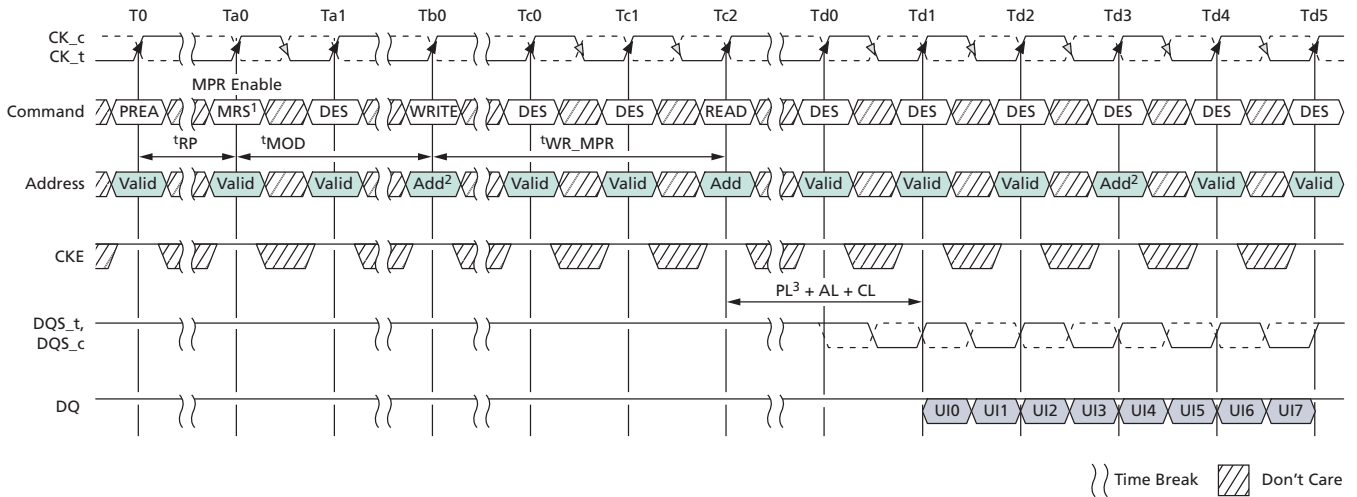 T0 Ta0 Ta1 Tb0 Tc0 Tc1 Tc2 Td0 Td1 Td2 Td3 Td4 Td5
CK_c
CK_t
MPR Enable
Command PREA MRS¹ DES WRITE DES DES READ DES DES DES DES DES DES
tRP tMOD tWR_MPR
Address Valid Valid Valid Add² Valid Valid Add Valid Valid Valid Add² Valid Valid
CKE
PL³ + AL + CL
DQS_t,
DQS_c
DQ UI0 UI1 UI2 UI3 UI4 UI5 UI6 UI7
Time Break Don't Care